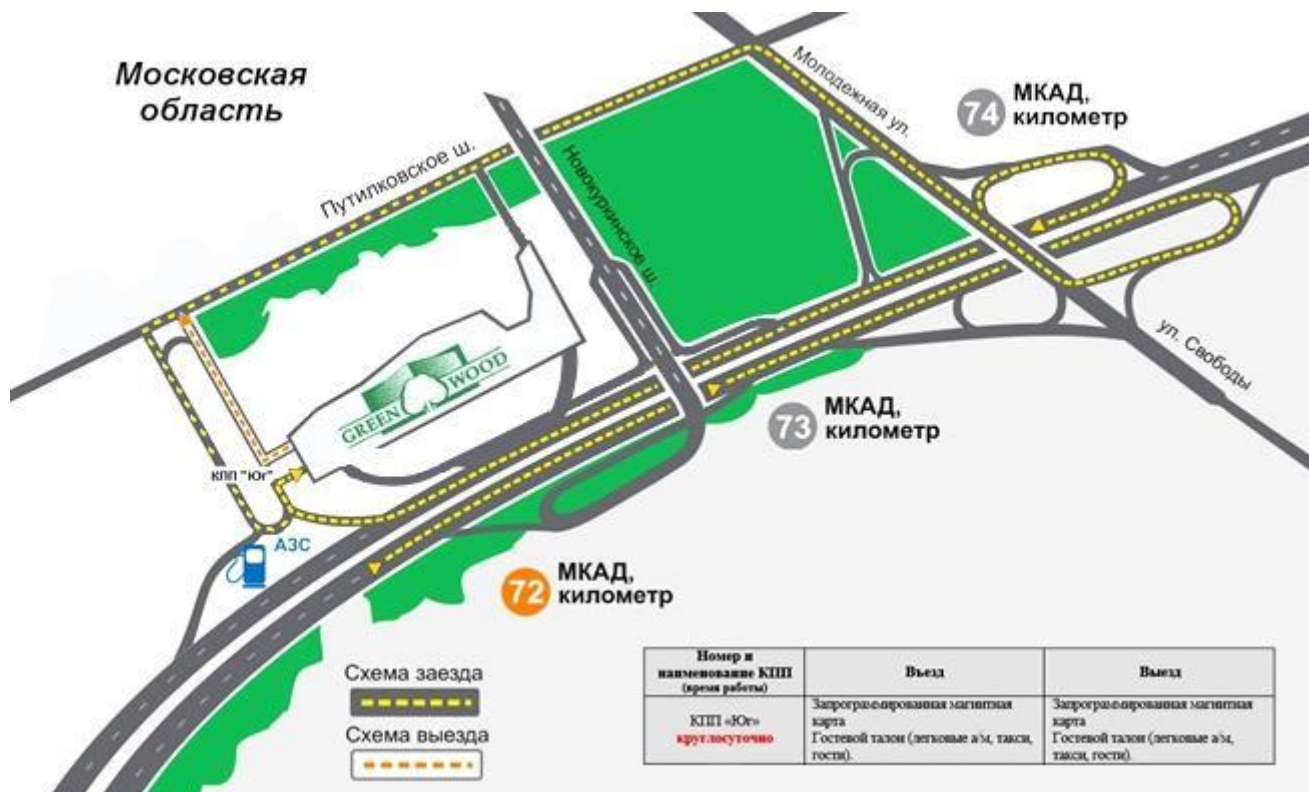 Московская
область
Путилковское ш.
Новокуркинское ш.
Молодежная ул.
74
МКАД,
километр
ул. Свободы
GREEN WOOD
КПП "Юг"
АЗС
73
МКАД,
километр
72
МКАД,
километр
Схема заезда
Схема выезда
Номер и
наименование КПП
(время работы)
Въезд
Выезд
КПП «Юг»
круглосуточно
Запрограммированная магнитная
карта
Гостевой талон (легковые а/м, такси,
гости).
Запрограммированная магнитная
карта
Гостевой талон (легковые а/м,
такси, гости).